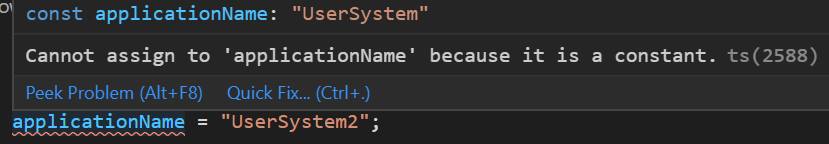 const applicationName: "UserSystem"
Cannot assign to 'applicationName' because it is a constant. ts(2588)
Peek Problem (Alt+F8) Quick Fix... (Ctrl+.)
applicationName = "UserSystem2";